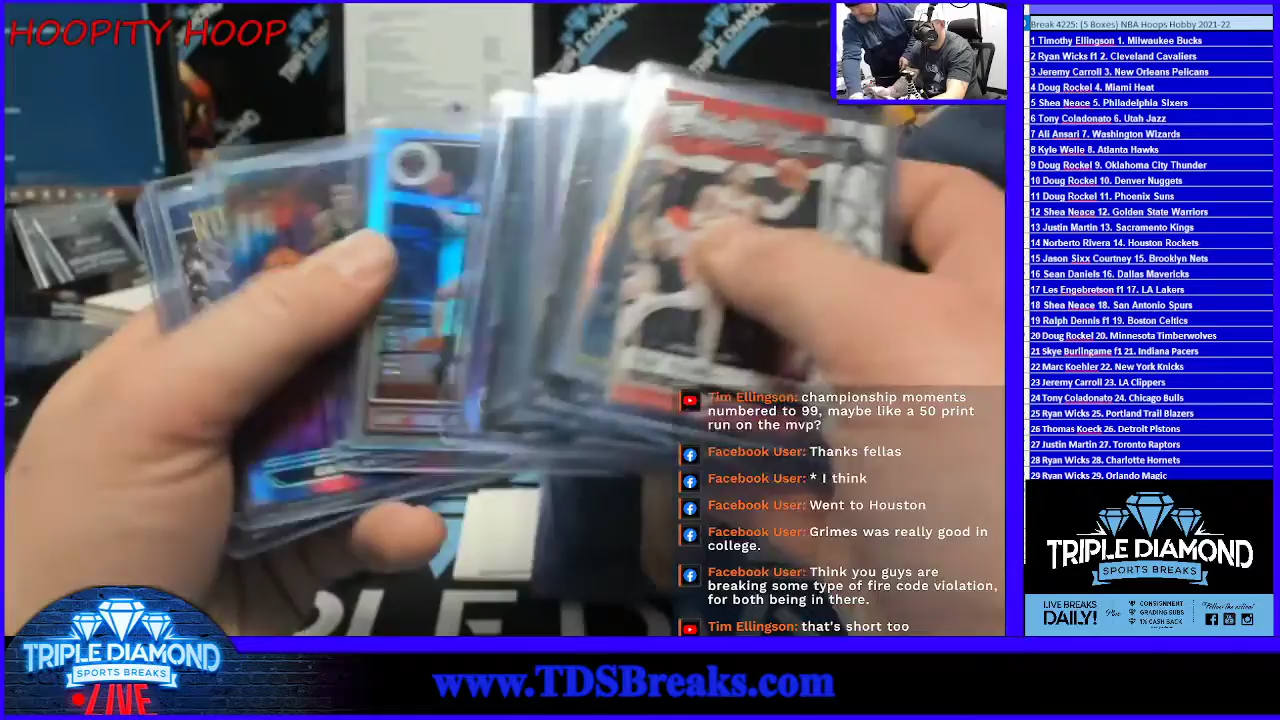 HOOPITY HOOP
Break 4225: (5 Boxes) NBA Hoops Hobby 2021-22
1 Timothy Ellingson 1. Milwaukee Bucks
2 Ryan Wicks f1 2. Cleveland Cavaliers
3 Jeremy Carroll 3. New Orleans Pelicans
4 Doug Rockel 4. Miami Heat
5 Shea Neace 5. Philadelphia Sixers
6 Tony Coladonato 6. Utah Jazz
7 Ali Ansari 7. Washington Wizards
8 Kyle Welle 8. Atlanta Hawks
9 Doug Rockel 9. Oklahoma City Thunder
10 Doug Rockel 10. Denver Nuggets
11 Doug Rockel 11. Phoenix Suns
12 Shea Neace 12. Golden State Warriors
13 Justin Martin 13. Sacramento Kings
14 Norberto Rivera 14. Houston Rockets
15 Jason Sixx Courtney 15. Brooklyn Nets
16 Sean Daniels 16. Dallas Mavericks
17 Les Engebretson f1 17. LA Lakers
18 Shea Neace 18. San Antonio Spurs
19 Ralph Dennis f1 19. Boston Celtics
20 Doug Rockel 20. Minnesota Timberwolves
21 Skye Burlingame f1 21. Indiana Pacers
22 Marc Koehler 22. New York Knicks
23 Jeremy Carroll 23. LA Clippers
24 Tony Coladonato 24. Chicago Bulls
25 Ryan Wicks 25. Portland Trail Blazers
26 Thomas Koeck 26. Detroit Pistons
27 Justin Martin 27. Toronto Raptors
28 Ryan Wicks 28. Charlotte Hornets
29 Ryan Wicks 29. Orlando Magic
Tim Ellingson: championship moments
numbered to 99, maybe like a 50 print
run on the mvp?
Facebook User: Thanks fellas
Facebook User: * I think
Facebook User: Went to Houston
Facebook User: Grimes was really good in
college.
Facebook User: Think you guys are
breaking some type of fire code violation,
for both being in there.
Tim Ellingson: that's short too
TRIPLE DIAMOND
SPORTS BREAKS
LIVE BREAKS
DAILY!
Plus
CONSIGNMENT
GRADING SUBS
1% CASH BACK
TRIPLE DIAMOND
SPORTS BREAKS
LIVE
www.TDSBreaks.com